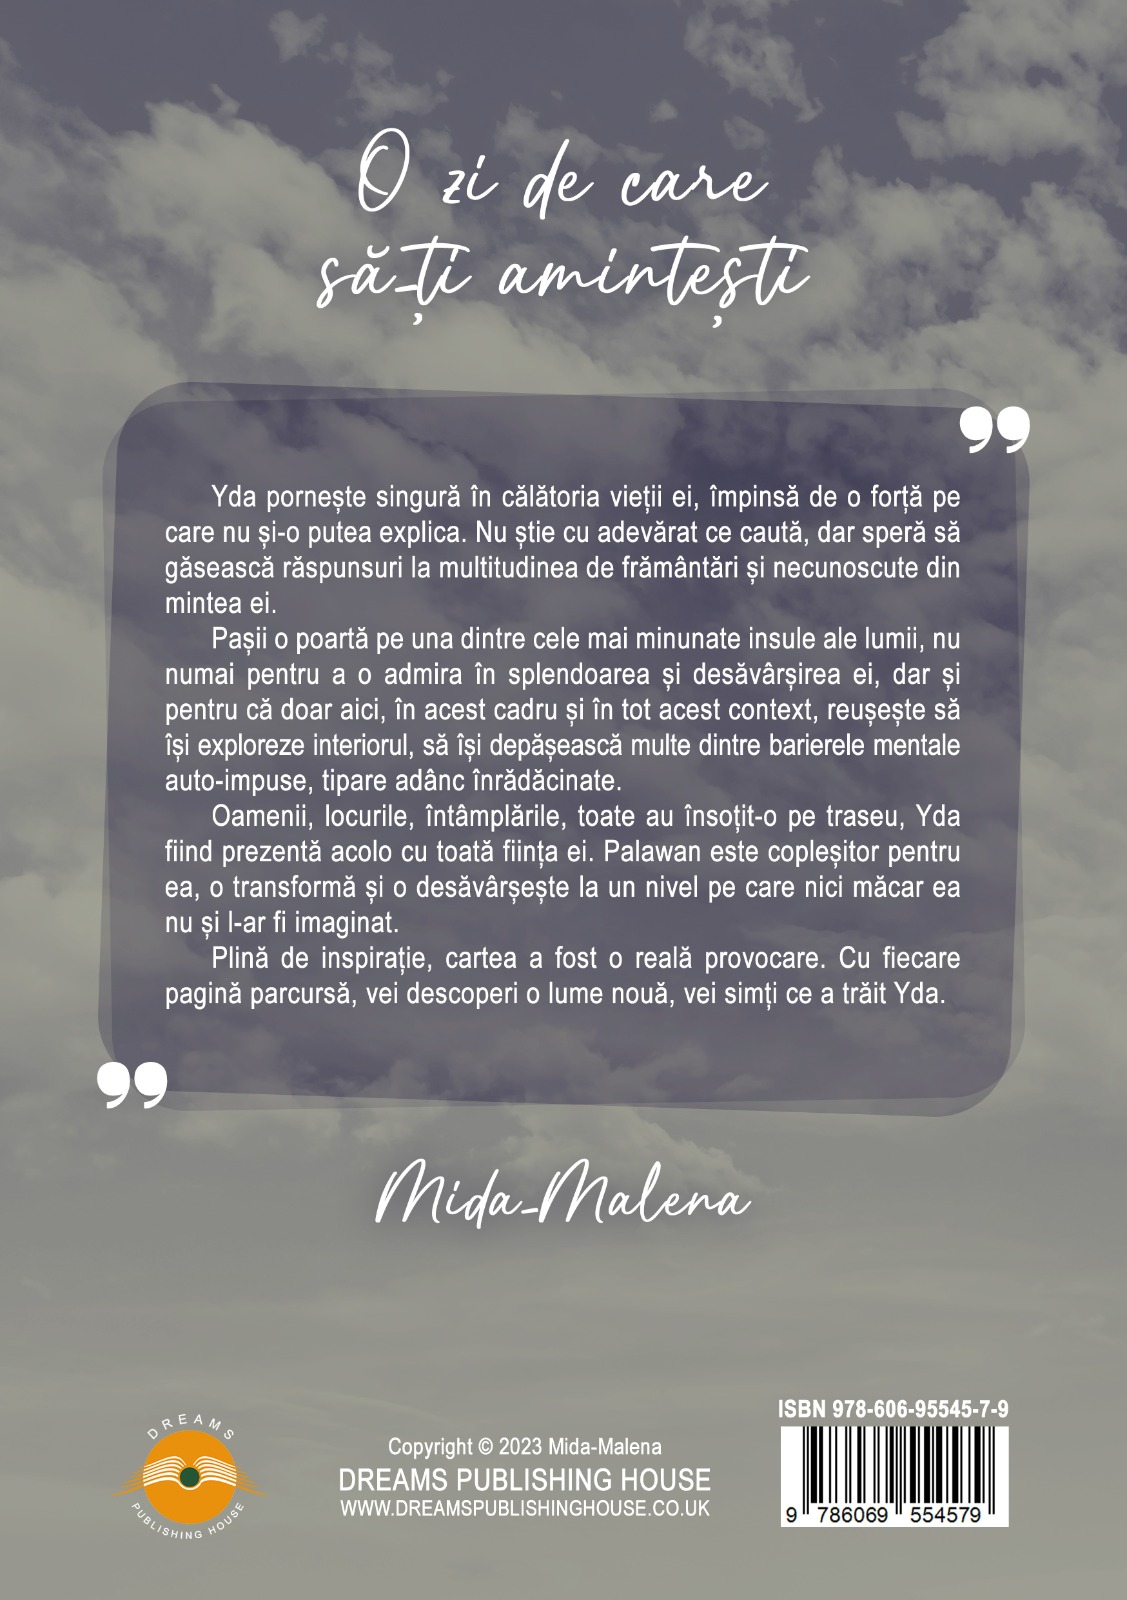 O zi de care
să-ți amintești
”
Yda pornește singură în călătoria vieții ei, împinsă de o forță pe
care nu și-o putea explica. Nu știe cu adevărat ce caută, dar speră să
găsească răspunsuri la multitudinea de frământări și necunoscute din
mintea ei.
Pașii o poartă pe una dintre cele mai minunate insule ale lumii, nu
numai pentru a o admira în splendoarea și desăvârșirea ei, dar și
pentru că doar aici, în acest cadru și în tot acest context, reușește să
își exploreze interiorul, să își depășească multe dintre barierele mentale
auto-impuse, tipare adânc înrădăcinate.
Oamenii, locurile, întâmplările, toate au însoțit-o pe traseu, Yda
fiind prezentă acolo cu toată ființa ei. Palawan este copleșitor pentru
ea, o transformă și o desăvârșește la un nivel pe care nici măcar ea
nu și l-ar fi imaginat.
Plină de inspirație, cartea a fost o reală provocare. Cu fiecare
pagină parcursă, vei descoperi o lume nouă, vei simți ce a trăit Yda.
”
Mida-Malena
DREAMS
PUBLISHING HOUSE
Copyright © 2023 Mida-Malena
DREAMS PUBLISHING HOUSE
WWW.DREAMSPUBLISHINGHOUSE.CO.UK
ISBN 978-606-95545-7-9
9 786069 554579